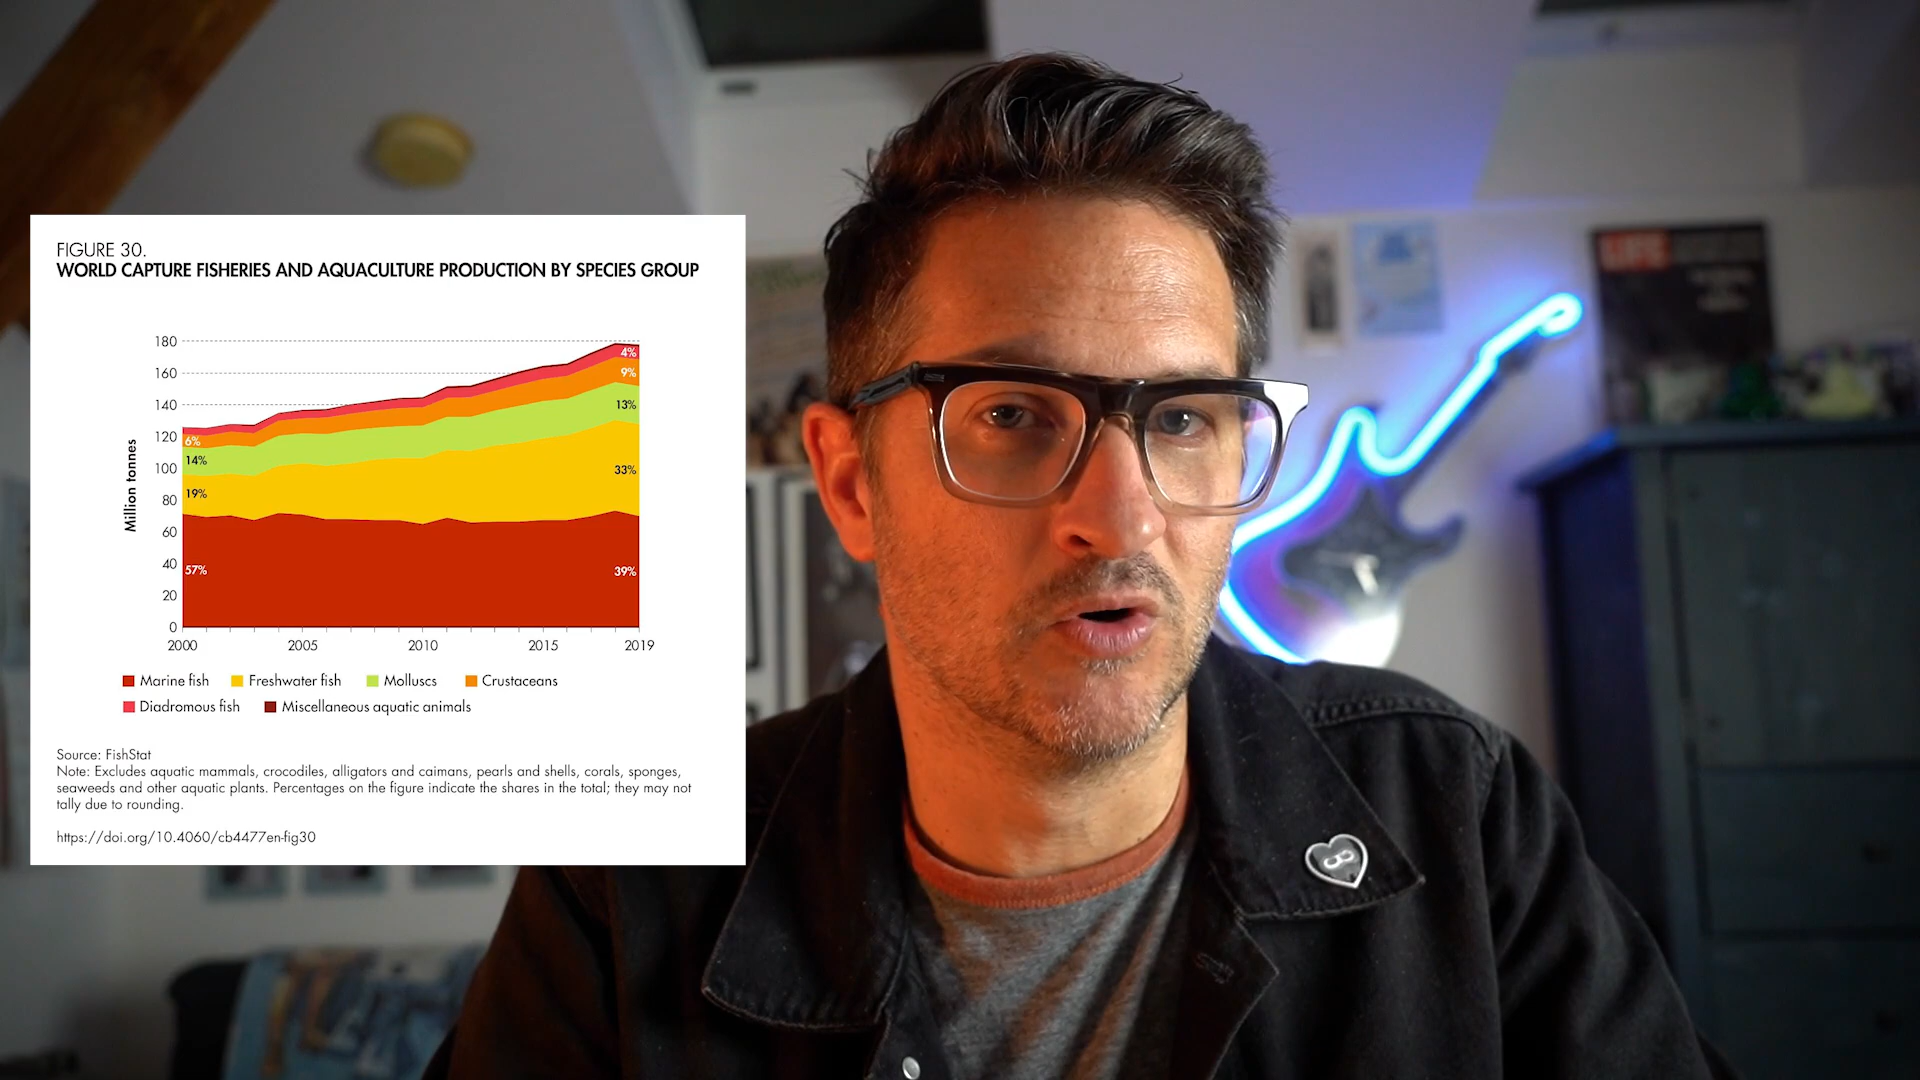 FIGURE 30.
WORLD CAPTURE FISHERIES AND AQUACULTURE PRODUCTION BY SPECIES GROUP
180
160
140
120
100
80
60
40
20
0
Million tonnes
4%
9%
13%
33%
39%
6%
14%
19%
57%
2000 2005 2010 2015 2019
Marine fish Freshwater fish Molluscs Crustaceans
Diadromous fish Miscellaneous aquatic animals
Source: FishStat
Note: Excludes aquatic mammals, crocodiles, alligators and caimans, pearls and shells, corals, sponges,
seaweeds and other aquatic plants. Percentages on the figure indicate the shares in the total; they may not
tally due to rounding.
https://doi.org/10.4060/cb4477en-fig30
LIFE